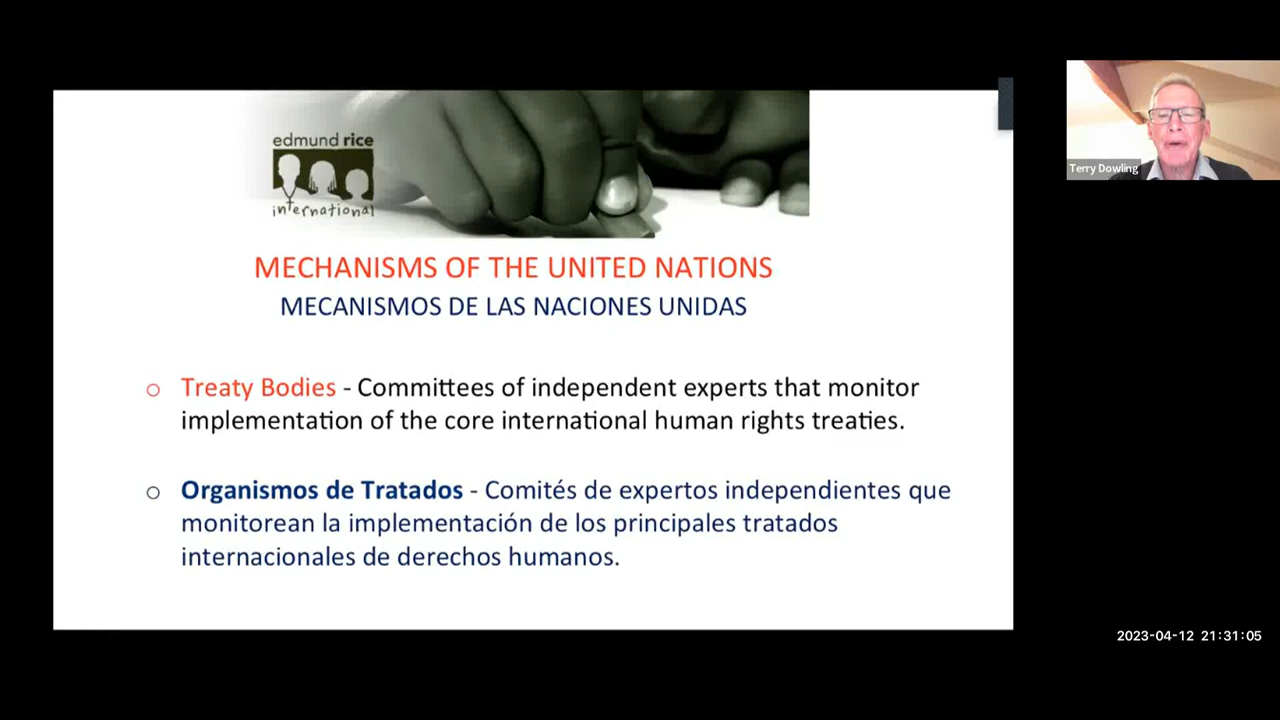 edmund rice
international
Terry Dowling
MECHANISMS OF THE UNITED NATIONS
MECANISMOS DE LAS NACIONES UNIDAS
○ Treaty Bodies - Committees of independent experts that monitor
implementation of the core international human rights treaties.
○ Organismos de Tratados - Comités de expertos independientes que
monitorean la implementación de los principales tratados
internacionales de derechos humanos.
2023-04-12 21:31:05